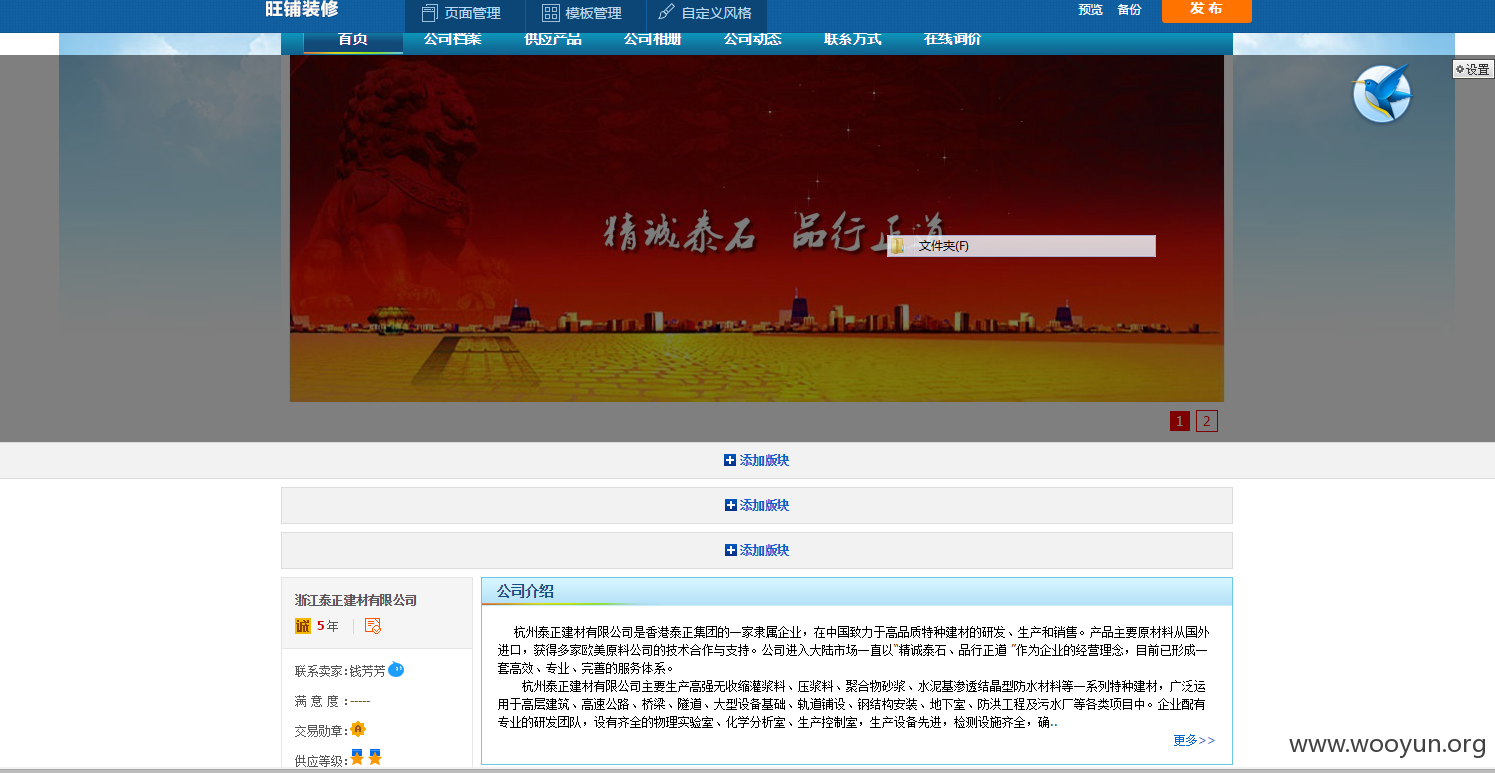 旺铺装修
页面管理
模板管理
自定义风格
预览 备份
发布
首页 公司档案 供应产品 公司相册 公司动态 联系方式 在线询价
设置
精诚泰石 品行正道
文件夹(F)
1 2
添加版块
添加版块
添加版块
浙江泰正建材有限公司
诚 5年
联系卖家:钱芳芳
满 意 度 :-----
交易勋章: A
供应等级:
公司介绍
杭州泰正建材有限公司是香港泰正集团的一家隶属企业，在中国致力于高品质特种建材的研发、生产和销售。产品主要原材料从国外
进口，获得多家欧美原料公司的技术合作与支持。公司进入大陆市场一直以"精诚泰石、品行正道 "作为企业的经营理念，目前已形成一
套高效、专业、完善的服务体系。
杭州泰正建材有限公司主要生产高强无收缩灌浆料、压浆料、聚合物砂浆、水泥基渗透结晶型防水材料等一系列特种建材，广泛运
用于高层建筑、高速公路、桥梁、隧道、大型设备基础、轨道铺设、钢结构安装、地下室、防洪工程及污水厂等各类项目中。企业配有
专业的研发团队，设有齐全的物理实验室、化学分析室、生产控制室，生产设备先进，检测设施齐全，确..
更多>>
www.wooyun.org